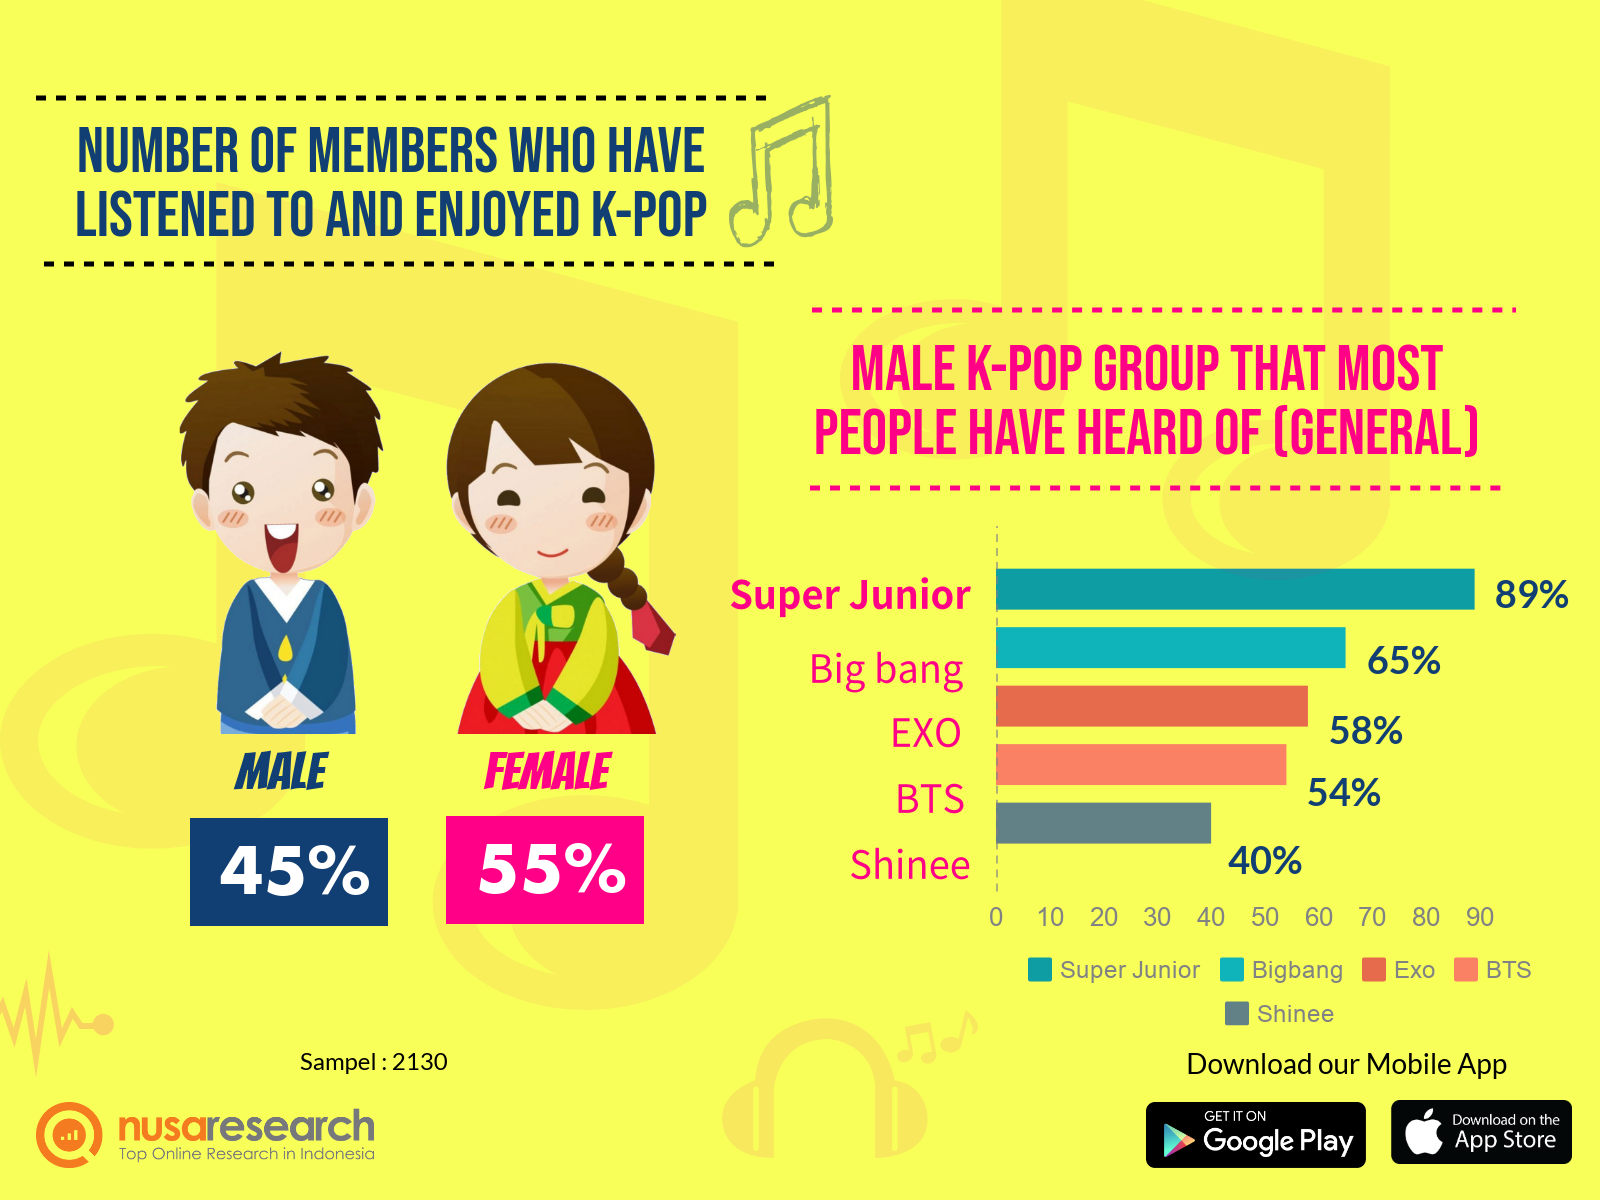 NUMBER OF MEMBERS WHO HAVE
LISTENED TO AND ENJOYED K-POP
MALE
FEMALE
45%
55%
MALE K-POP GROUP THAT MOST
PEOPLE HAVE HEARD OF (GENERAL)
Super Junior 89%
Big bang 65%
EXO 58%
BTS 54%
Shinee 40%
0 10 20 30 40 50 60 70 80 90
Super Junior Bigbang Exo BTS
Shinee
Sampel : 2130
nusaresearch
Top Online Research in Indonesia
Download our Mobile App
GET IT ON
Google Play
Download on the
App Store